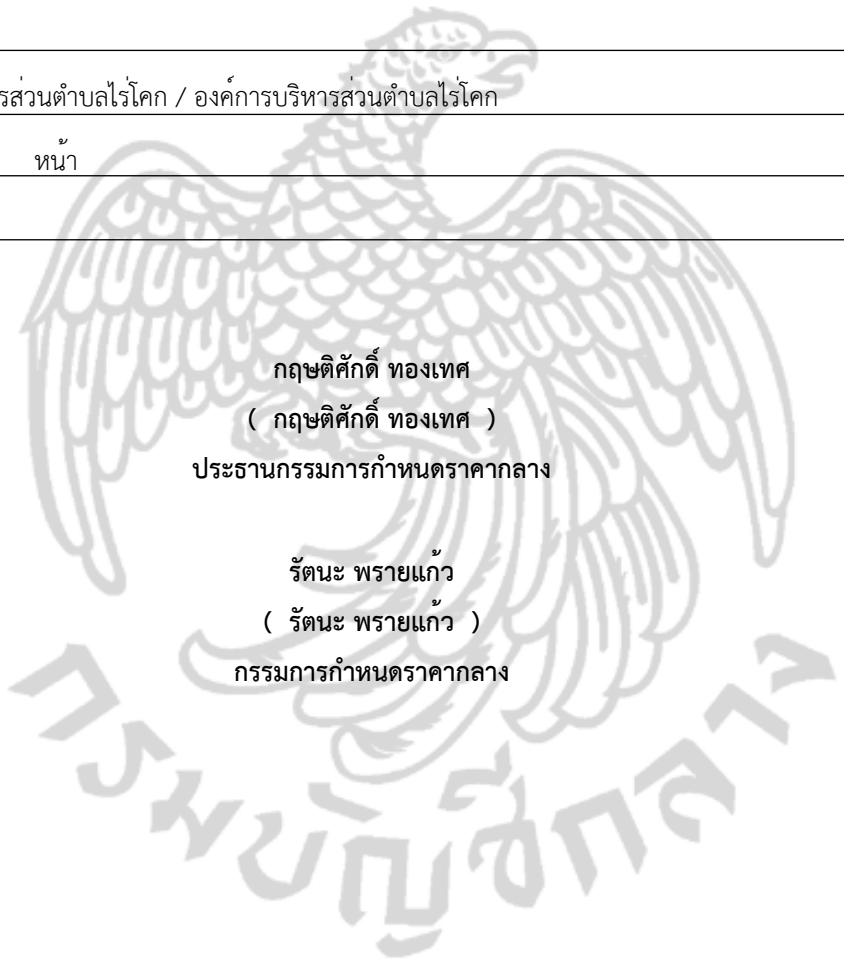 รส่วนตำบลไร่โคก / องค์การบริหารส่วนตำบลไร่โคก
หน้า
กฤษติศักดิ์ ทองเทศ
( กฤษติศักดิ์ ทองเทศ )
ประธานกรรมการกำหนดราคากลาง
รัตนะ พรายแก้ว
( รัตนะ พรายแก้ว )
กรรมการกำหนดราคากลาง
กรมบัญชีกลาง